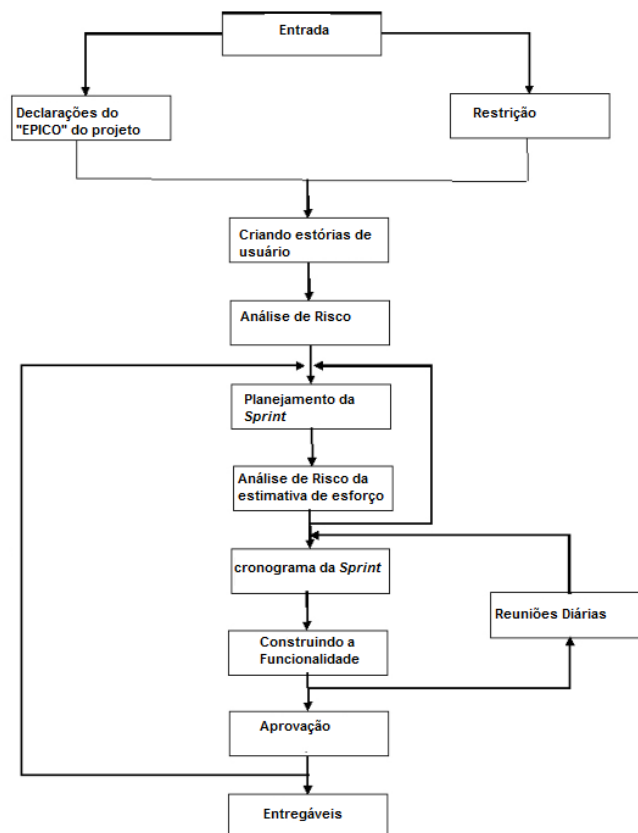 Entrada
Declarações do
"EPICO" do projeto
Restrição
Criando estórias de
usuário
Análise de Risco
Planejamento da
Sprint
Análise de Risco da
estimativa de esforço
cronograma da Sprint
Reuniões Diárias
Construindo a
Funcionalidade
Aprovação
Entregáveis